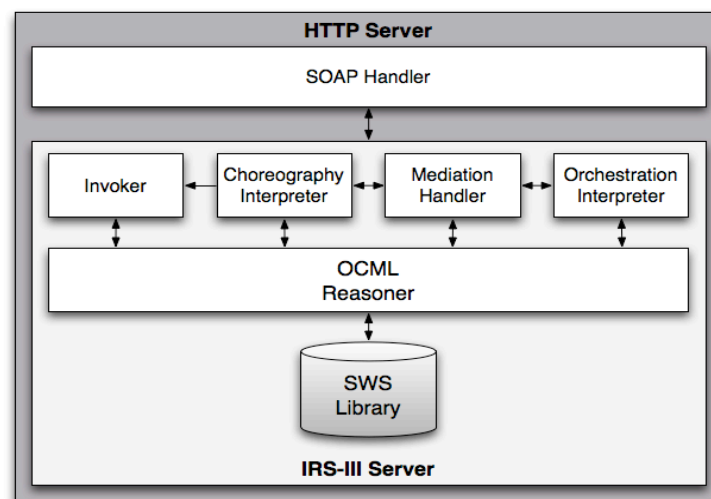 HTTP Server
SOAP Handler
Invoker
Choreography
Interpreter
Mediation
Handler
Orchestration
Interpreter
OCML
Reasoner
SWS
Library
IRS-III Server